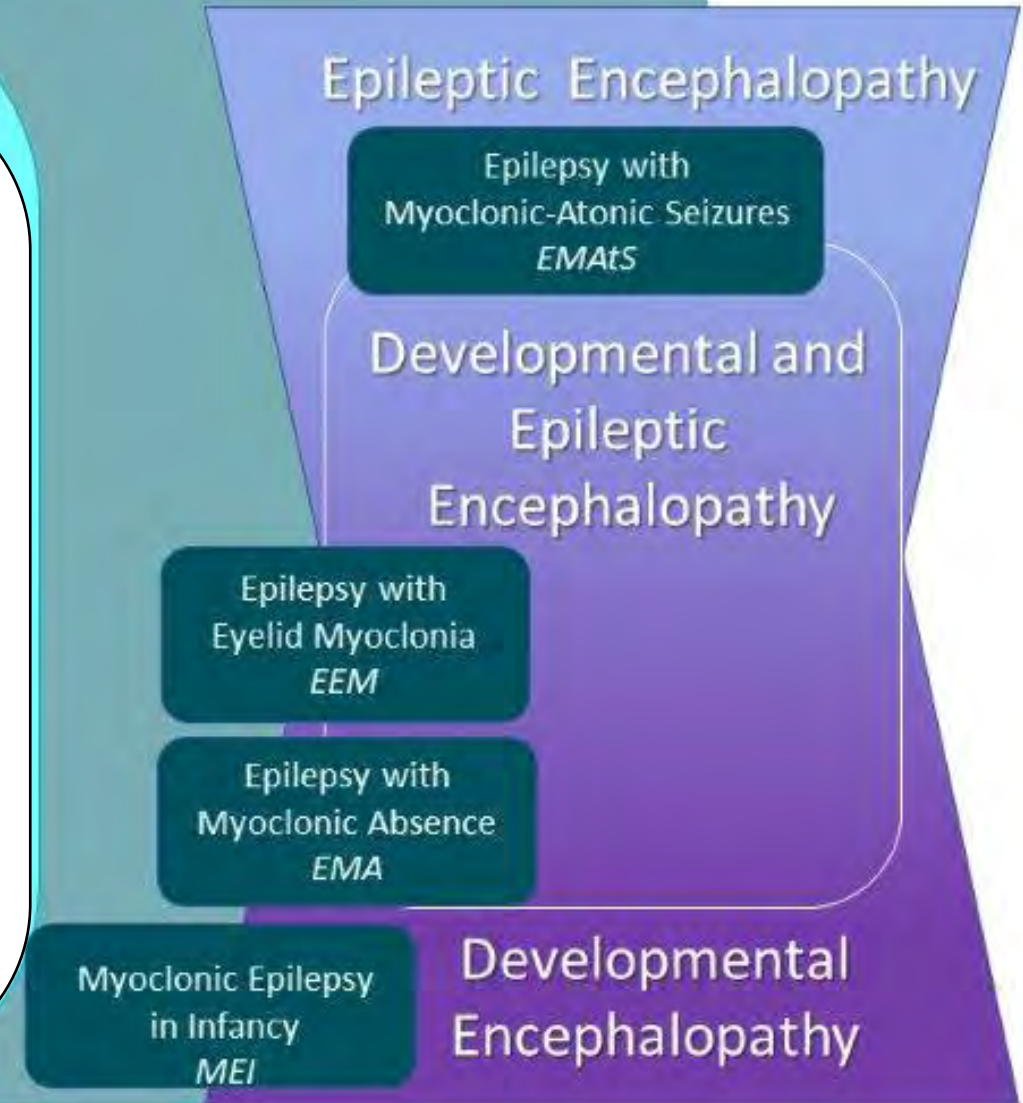 Epileptic Encephalopathy
Epilepsy with
Myoclonic-Atonic Seizures
EMAtS
Developmental and
Epileptic
Encephalopathy
Epilepsy with
Eyelid Myoclonia
EEM
Epilepsy with
Myoclonic Absence
EMA
Myoclonic Epilepsy
in Infancy
MEI
Developmental
Encephalopathy